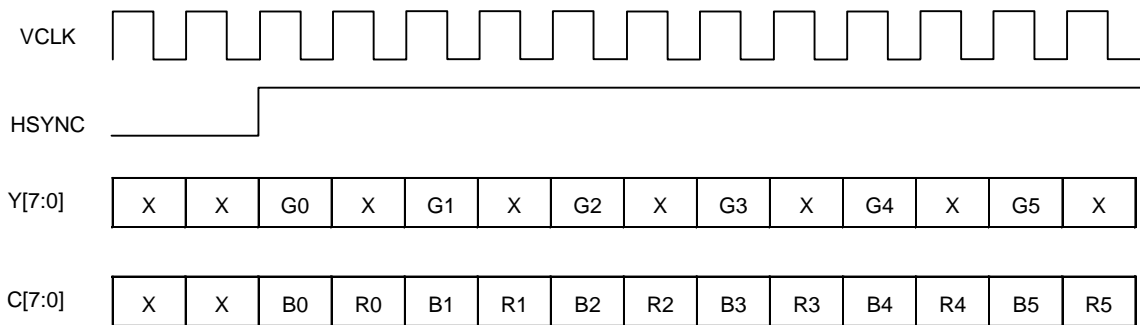 VCLK
HSYNC
Y[7:0] X X G0 X G1 X G2 X G3 X G4 X G5 X
C[7:0] X X B0 R0 B1 R1 B2 R2 B3 R3 B4 R4 B5 R5